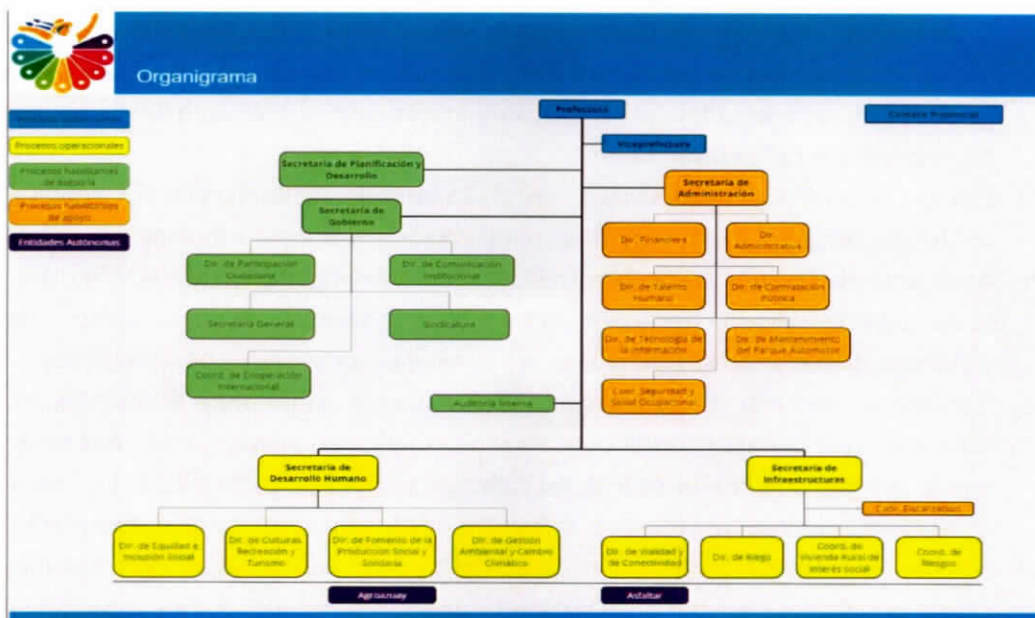 Organigrama
Prefectura
Viceprefectura
Cámara Provincial
Procesos operacionales
Procesos habilitantes
de asesoría
Procesos habilitantes
de apoyo
Entidades Autónomas
Secretaría de Planificación y
Desarrollo
Secretaría de
Gobierno
Dir. de Participación
Ciudadana
Dir. de Comunicación
Institucional
Secretaría General
Sindicatura
Coord. de Cooperación
Internacional
Auditoría Interna
Secretaría de
Administración
Dir. Financiera
Dir.
Administrativa
Dir. de Talento
Humano
Dir. de Contratación
Pública
Dir. de Tecnología de
la Información
Dir. de Mantenimiento
del Parque Automotor
Coor. Seguridad y
Salud Ocupacional
Secretaría de
Desarrollo Humano
Secretaría de
Infraestructuras
Coor. Fiscalización
Dir. de Equidad e
Inclusión Social
Dir. de Culturas,
Recreación y
Turismo
Dir. de Fomento de la
Producción Social y
Solidaria
Dir. de Gestión
Ambiental y Cambio
Climático
Dir. de Vialidad y
de Conectividad
Dir. de Riego
Coord. de
Vivienda Rural de
Interés social
Coord. de
Riesgos
Agroazuay
Asfaltar